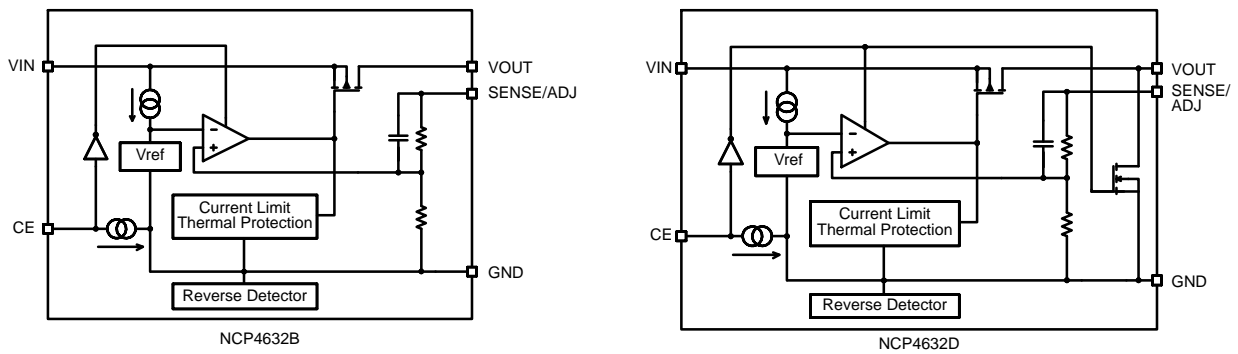 VIN
VOUT
SENSE/ADJ
−
+
Vref
Current Limit
Thermal Protection
CE
GND
Reverse Detector
NCP4632B
VIN
VOUT
SENSE/
ADJ
−
+
Vref
Current Limit
Thermal Protection
CE
GND
Reverse Detector
NCP4632D